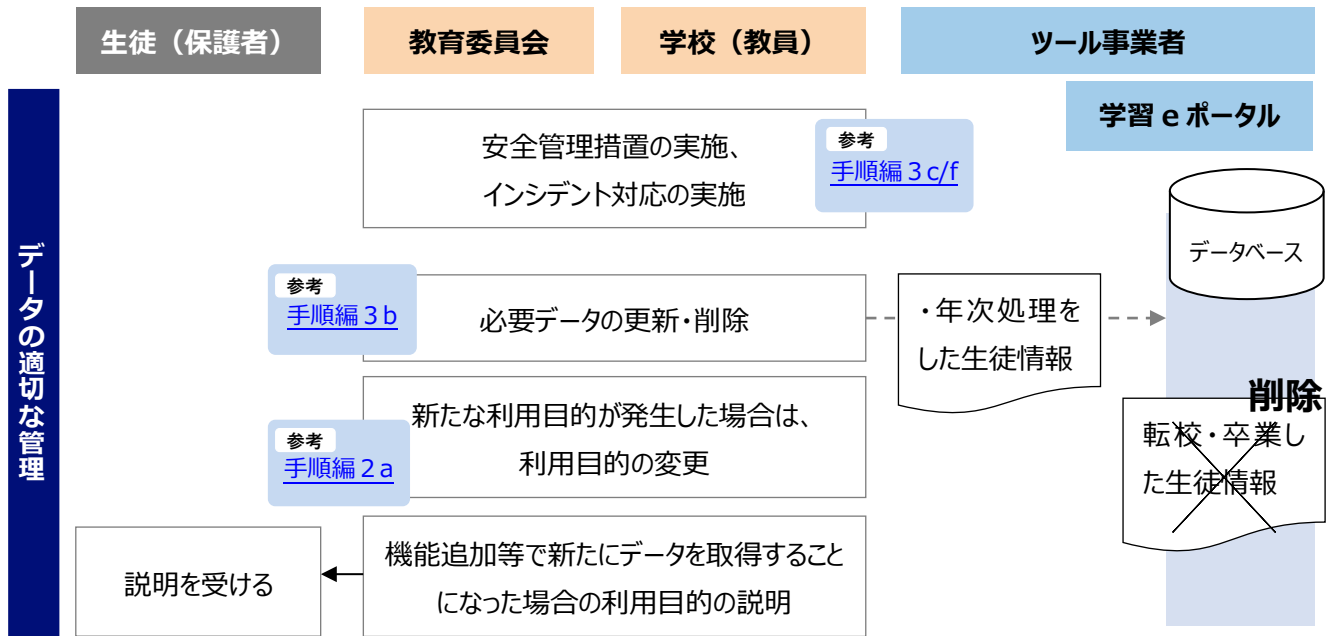 生徒（保護者）
教育委員会
学校（教員）
ツール事業者
学習 e ポータル
データの適切な管理
安全管理措置の実施、
インシデント対応の実施
参考
手順編３c/f
データベース
参考
手順編３b
必要データの更新・削除
・年次処理を
した生徒情報
新たな利用目的が発生した場合は、
利用目的の変更
参考
手順編２a
削除
転校・卒業し
た生徒情報
説明を受ける
機能追加等で新たにデータを取得すること
になった場合の利用目的の説明